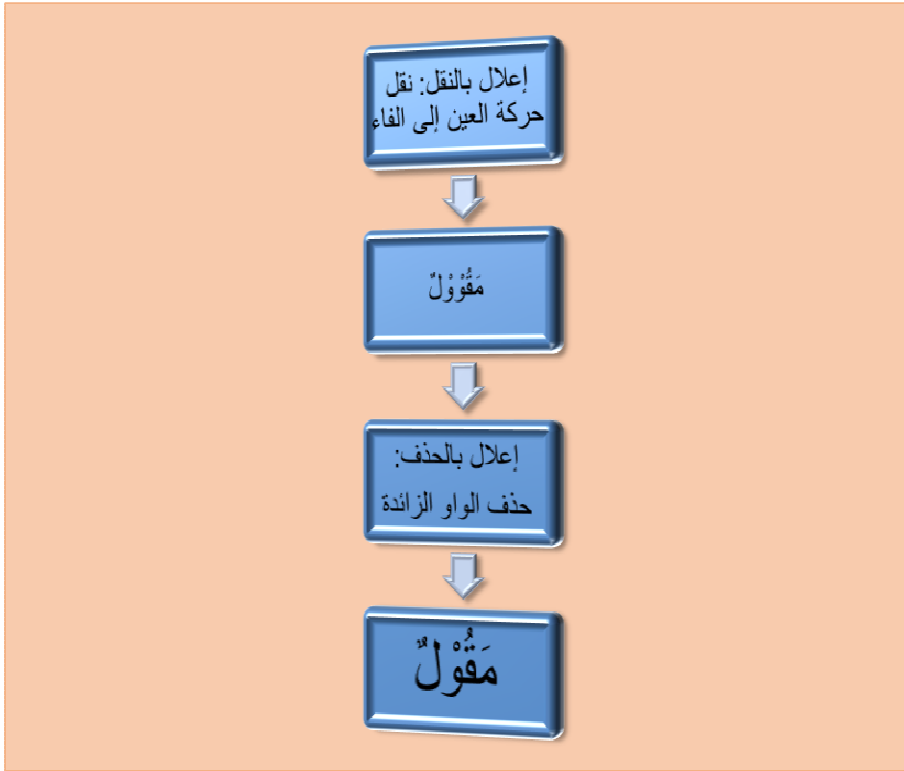 إعلال بالنقل: نقل
حركة العين إلى الفاء
مَقُوْوْلٌ
إعلال بالحذف:
حذف الواو الزائدة
مَقُوْلٌ